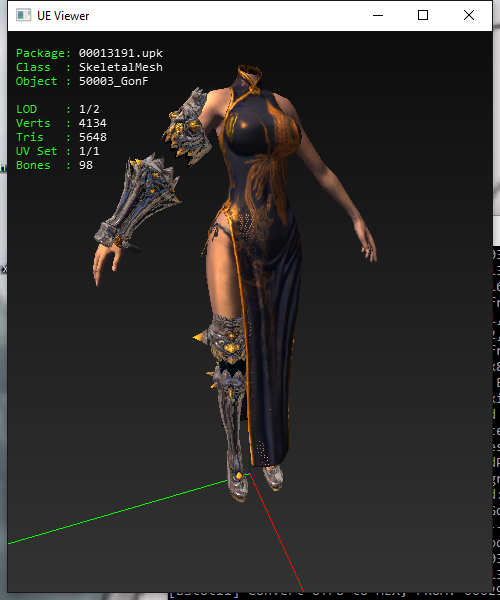 UE Viewer
Package: 00013191.upk
Class : SkeletalMesh
Object : 50003_GonF
LOD : 1/2
Verts : 4134
Tris : 5648
UV Set : 1/1
Bones : 98